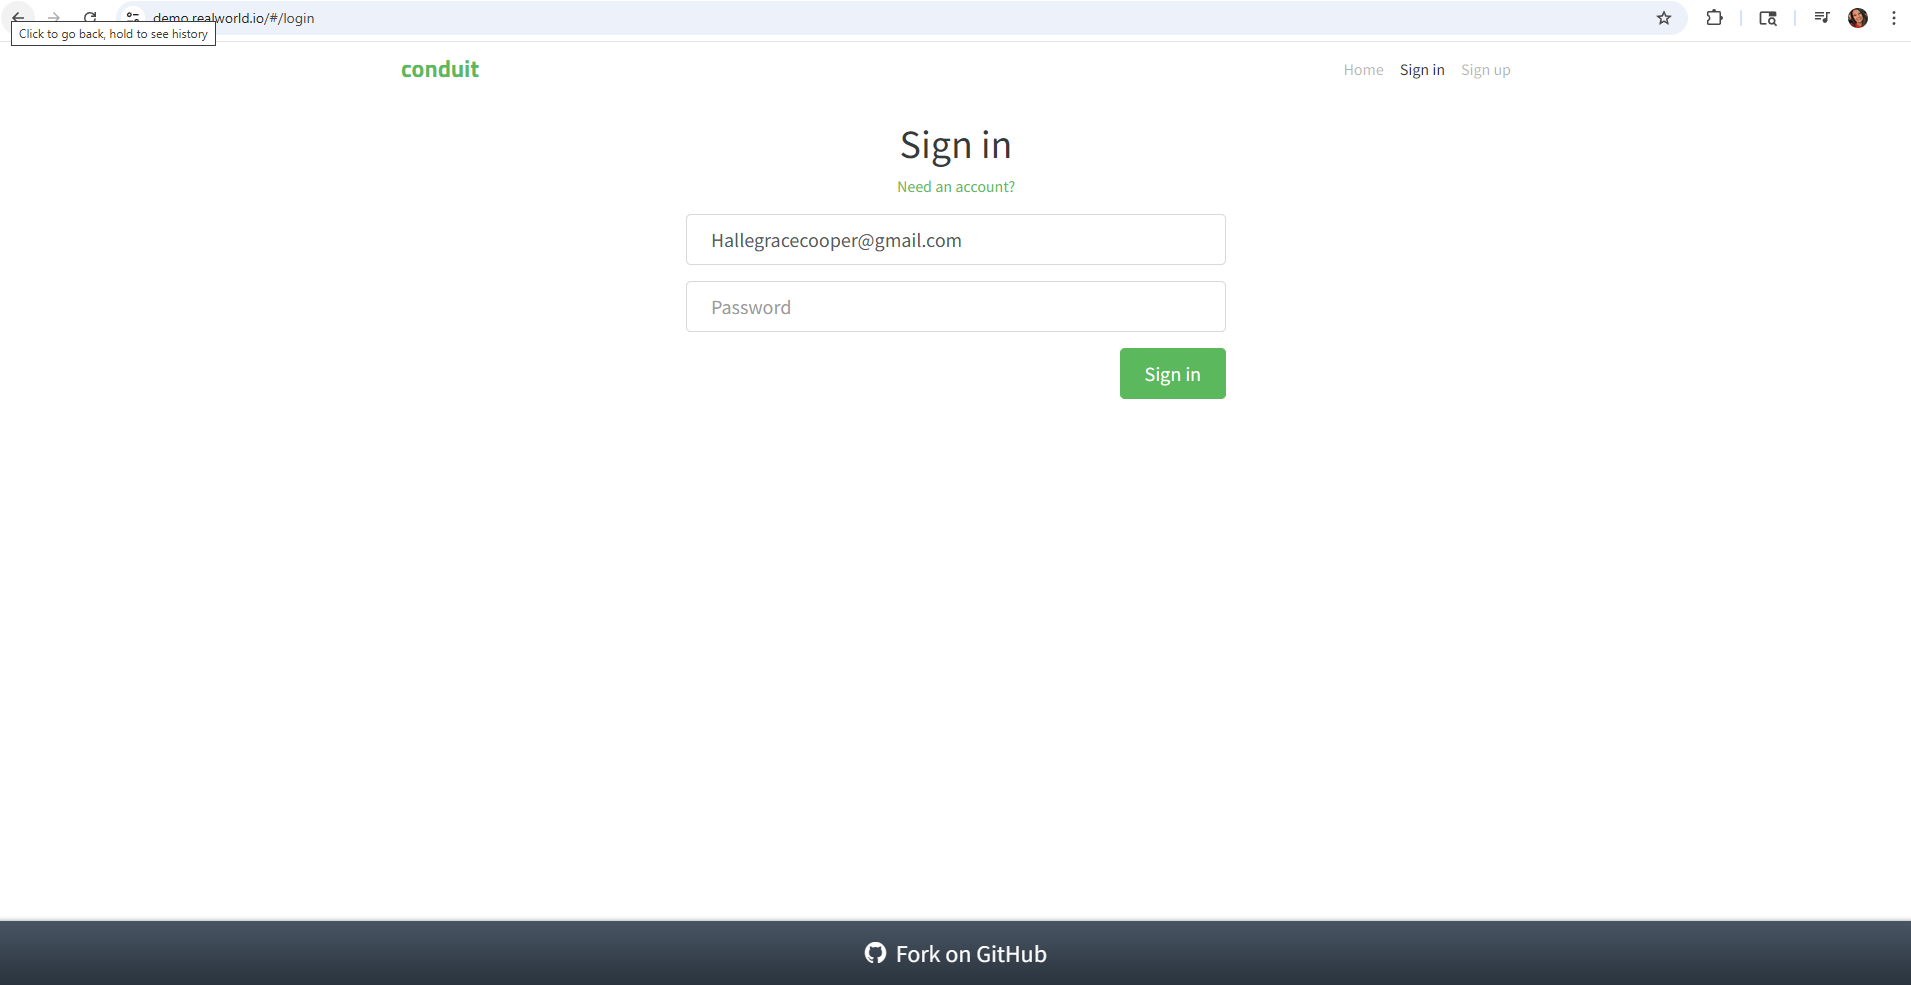 demo.realworld.io/#/login
Click to go back, hold to see history
conduit
Home Sign in Sign up
Sign in
Need an account?
Hallegracecooper@gmail.com
Password
Sign in
Fork on GitHub